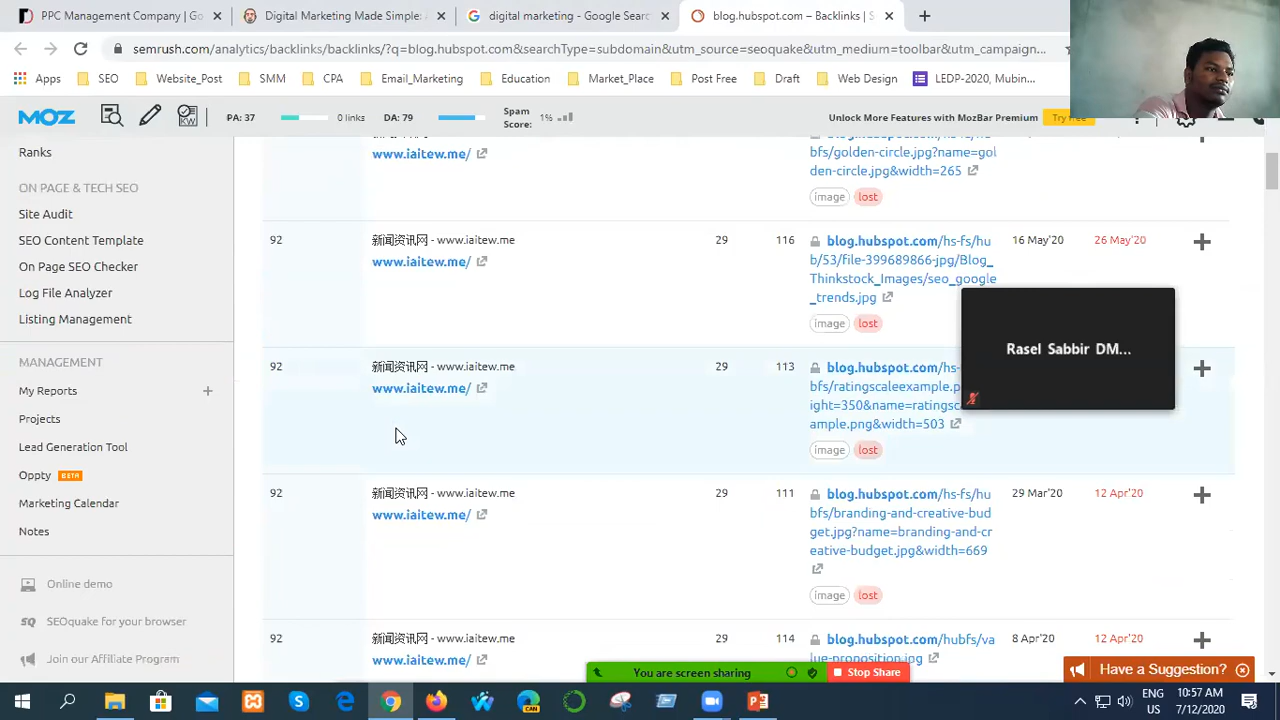 PPC Management Company | Go
Digital Marketing Made Simple:
digital marketing - Google Searc
blog.hubspot.com – Backlinks | S
semrush.com/analytics/backlinks/backlinks/?q=blog.hubspot.com&searchType=subdomain&utm_source=seoquake&utm_medium=toolbar&utm_campaign...
Apps SEO Website_Post SMM CPA Email_Marketing Education Market_Place Post Free Draft Web Design LEDP-2020, Mubin...
MOZ PA: 37 0 links DA: 79 Spam Score: 1% Unlock More Features with MozBar Premium Try free
Ranks
ON PAGE & TECH SEO
Site Audit
SEO Content Template
On Page SEO Checker
Log File Analyzer
Listing Management
MANAGEMENT
My Reports +
Projects
Lead Generation Tool
Oppty BETA
Marketing Calendar
Notes
Online demo
SEOquake for your browser
Join our Affiliate Program
www.iaitew.me/
bfs/golden-circle.jpg?name=gol
den-circle.jpg&width=265
image lost
92 新闻资讯网 - www.iaitew.me 29 116 blog.hubspot.com/hs-fs/hu 16 May'20 26 May'20
www.iaitew.me/
b/53/file-399689866-jpg/Blog_
Thinkstock_Images/seo_google
_trends.jpg
image lost
92 新闻资讯网 - www.iaitew.me 29 113 blog.hubspot.com/hs-
www.iaitew.me/
bfs/ratingscaleexample.p
ight=350&name=ratingsc
ample.png&width=503
image lost
Rasel Sabbir DM...
92 新闻资讯网 - www.iaitew.me 29 111 blog.hubspot.com/hs-fs/hu 29 Mar'20 12 Apr'20
www.iaitew.me/
bfs/branding-and-creative-bud
get.jpg?name=branding-and-cr
eative-budget.jpg&width=669
image lost
92 新闻资讯网 - www.iaitew.me 29 114 blog.hubspot.com/hubfs/va 8 Apr'20 12 Apr'20
www.iaitew.me/
lue-proposition.jpg
You are screen sharing Stop Share
Have a Suggestion?
CAN
ENG
US
10:57 AM
7/12/2020